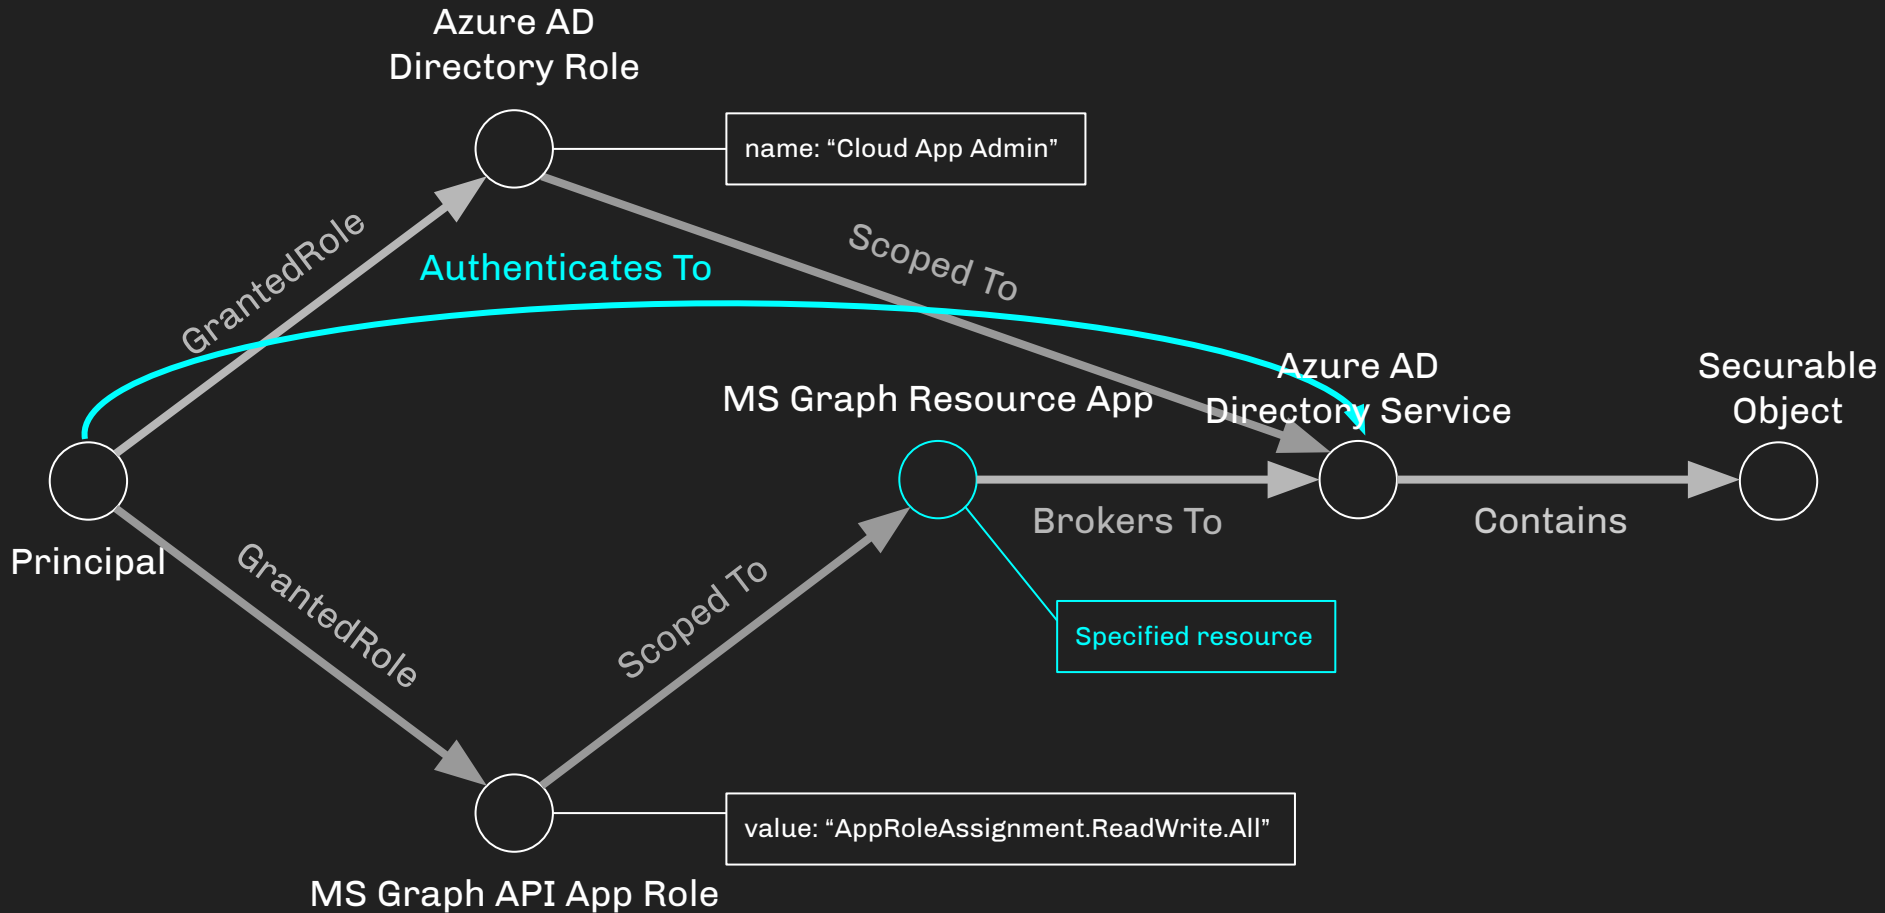 Azure AD
Directory Role
name: “Cloud App Admin”
GrantedRole
Authenticates To
Scoped To
MS Graph Resource App
Azure AD
Directory Service
Securable
Object
Principal
Brokers To
Contains
GrantedRole
Scoped To
Specified resource
value: “AppRoleAssignment.ReadWrite.All”
MS Graph API App Role